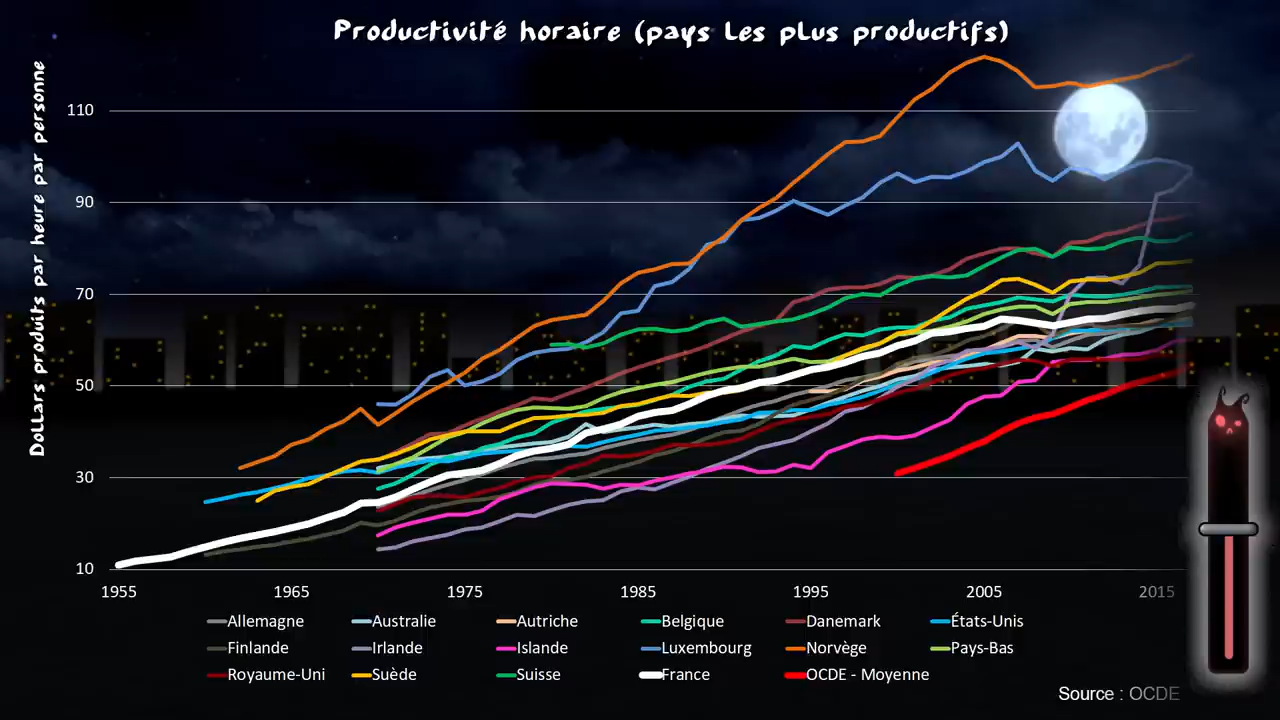 Productivité horaire (pays les plus productifs)
Dollars produits par heure par personne
110
90
70
50
30
10
1955 1965 1975 1985 1995 2005 2015
Allemagne Australie Autriche Belgique Danemark États-Unis
Finlande Irlande Islande Luxembourg Norvège Pays-Bas
Royaume-Uni Suède Suisse France OCDE - Moyenne
Source : OCDE